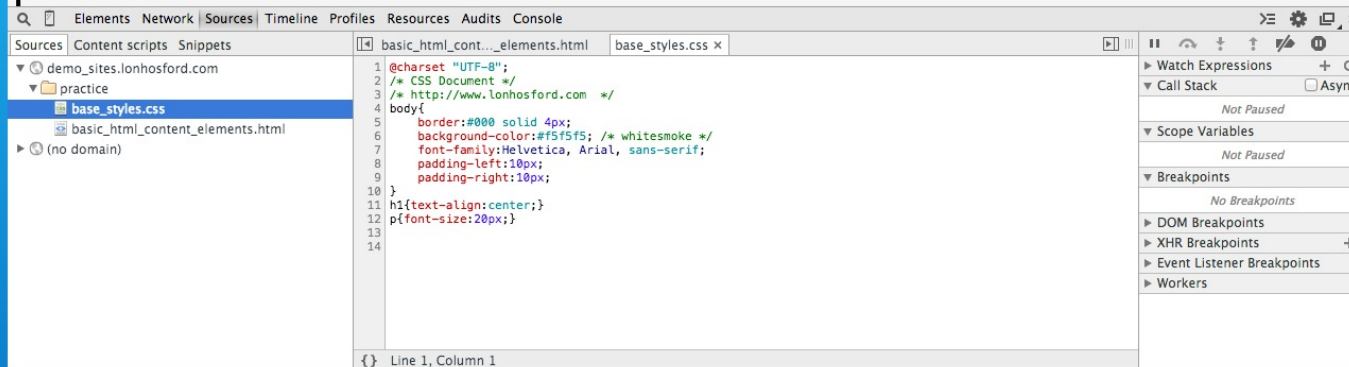 Elements Network Sources Timeline Profiles Resources Audits Console
Sources Content scripts Snippets
demo_sites.lonhosford.com
practice
base_styles.css
basic_html_content_elements.html
(no domain)
basic_html_cont..._elements.html base_styles.css ×
1 @charset "UTF-8";
2 /* CSS Document */
3 /* http://www.lonhosford.com  */
4 body{
5     border:#000 solid 4px;
6     background-color:#f5f5f5; /* whitesmoke */
7     font-family:Helvetica, Arial, sans-serif;
8     padding-left:10px;
9     padding-right:10px;
10 }
11 h1{text-align:center;}
12 p{font-size:20px;}
13
14
{} Line 1, Column 1
Watch Expressions +
Call Stack Asyn
Not Paused
Scope Variables
Not Paused
Breakpoints
No Breakpoints
DOM Breakpoints
XHR Breakpoints +
Event Listener Breakpoints
Workers